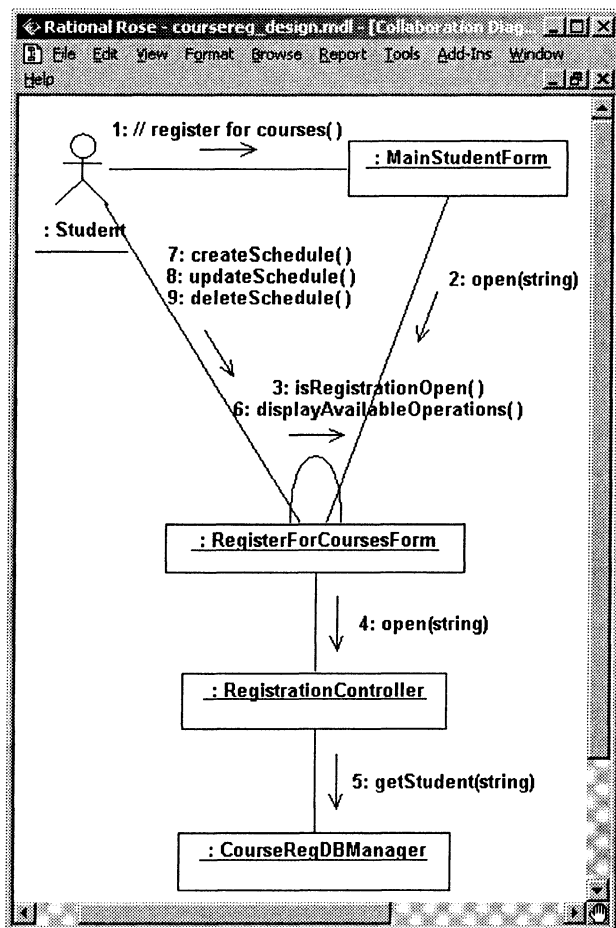 Rational Rose - coursereg_design.mdl - [Collaboration Diag...
File Edit View Format Browse Report Tools Add-Ins Window
Help
1: // register for courses()
: MainStudentForm
: Student
7: createSchedule()
8: updateSchedule()
9: deleteSchedule()
2: open(string)
3: isRegistrationOpen()
6: displayAvailableOperations()
: RegisterForCoursesForm
4: open(string)
: RegistrationController
5: getStudent(string)
: CourseRegDBManager